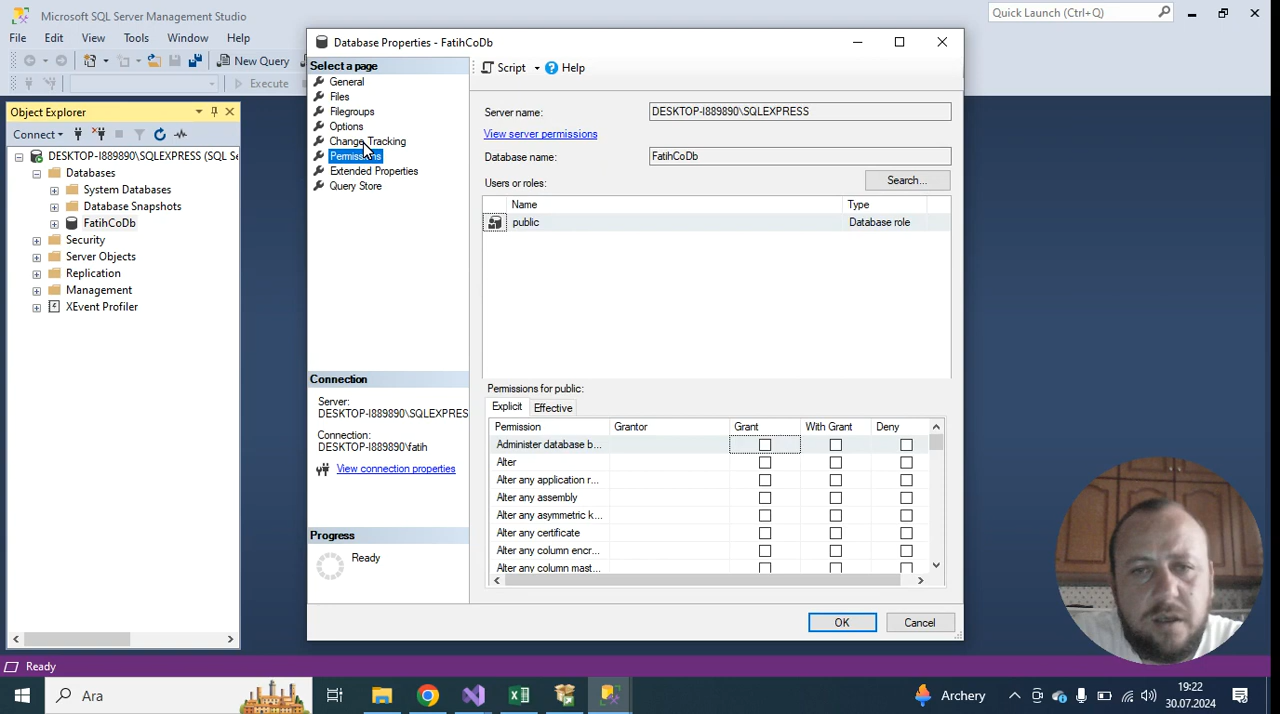 Microsoft SQL Server Management Studio
Quick Launch (Ctrl+Q)
File Edit View Tools Window Help
New Query
Execute
Object Explorer
Connect
DESKTOP-I889890\SQLEXPRESS (SQL Se
Databases
System Databases
Database Snapshots
FatihCoDb
Security
Server Objects
Replication
Management
XEvent Profiler
Database Properties - FatihCoDb
Select a page
General
Files
Filegroups
Options
Change Tracking
Permissions
Extended Properties
Query Store
Connection
Server:
DESKTOP-I889890\SQLEXPRES
Connection:
DESKTOP-I889890\fatih
View connection properties
Progress
Ready
Script Help
Server name: DESKTOP-I889890\SQLEXPRESS
View server permissions
Database name: FatihCoDb
Users or roles: Search...
Name Type
public Database role
Permissions for public:
Explicit Effective
Permission Grantor Grant With Grant Deny
Administer database b...
Alter
Alter any application r...
Alter any assembly
Alter any asymmetric k...
Alter any certificate
Alter any column encr...
Alter any column mast...
OK Cancel
Ready
Ara
Archery
19:22
30.07.2024